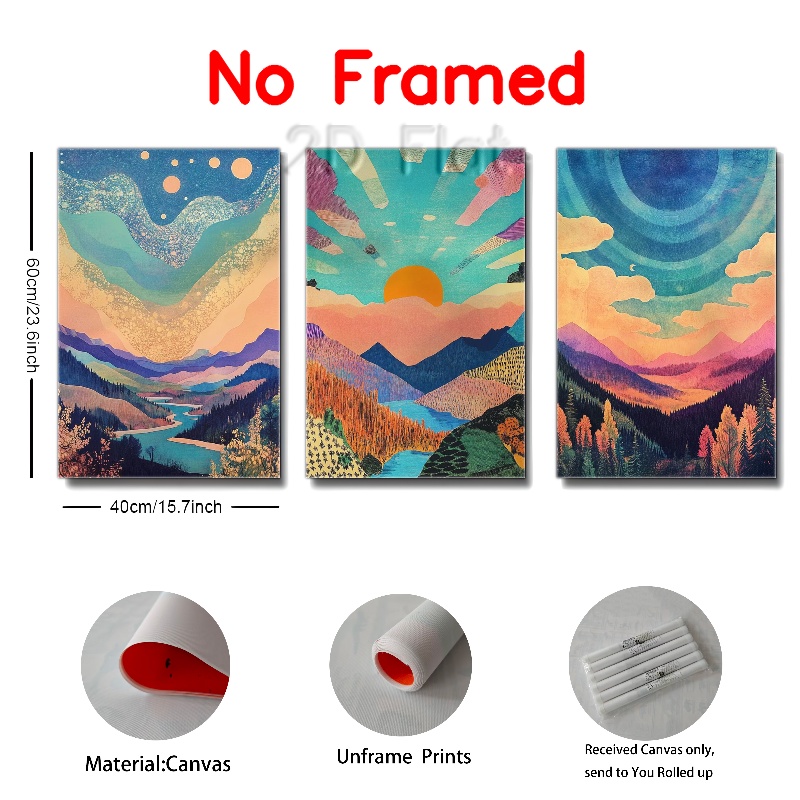 No Framed
2D Flat
60cm/23.6inch
40cm/15.7inch
Material:Canvas
Unframe Prints
Received Canvas only,
send to You Rolled up